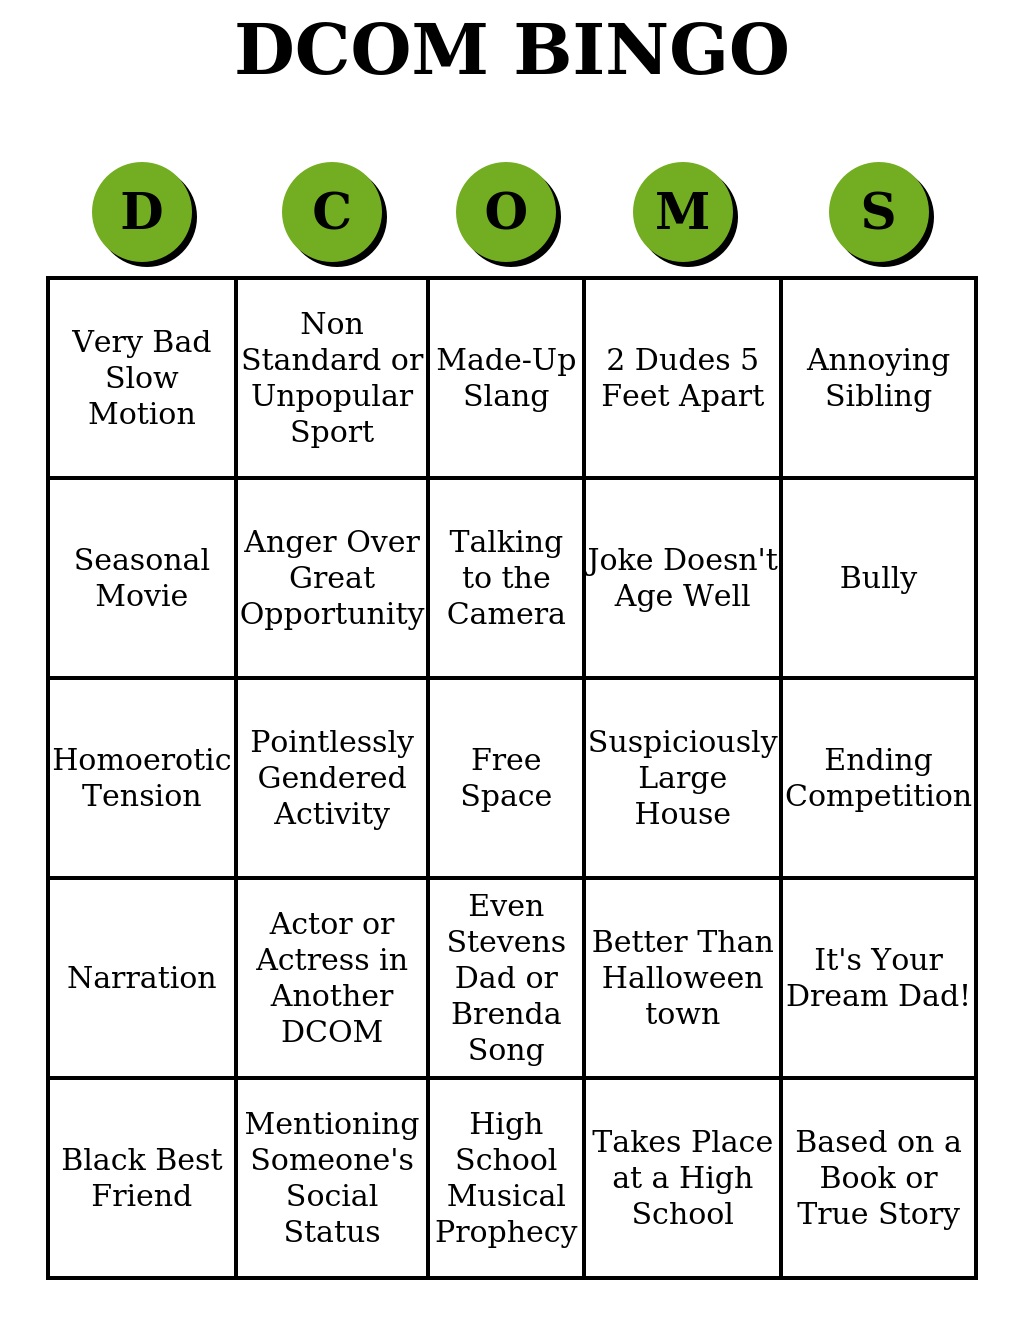 DCOM BINGO
D C O M S
Very Bad
Slow
Motion
Non
Standard or
Unpopular
Sport
Made-Up
Slang
2 Dudes 5
Feet Apart
Annoying
Sibling
Seasonal
Movie
Anger Over
Great
Opportunity
Talking
to the
Camera
Joke Doesn't
Age Well
Bully
Homoerotic
Tension
Pointlessly
Gendered
Activity
Free
Space
Suspiciously
Large
House
Ending
Competition
Narration
Actor or
Actress in
Another
DCOM
Even
Stevens
Dad or
Brenda
Song
Better Than
Halloween
town
It's Your
Dream Dad!
Black Best
Friend
Mentioning
Someone's
Social
Status
High
School
Musical
Prophecy
Takes Place
at a High
School
Based on a
Book or
True Story